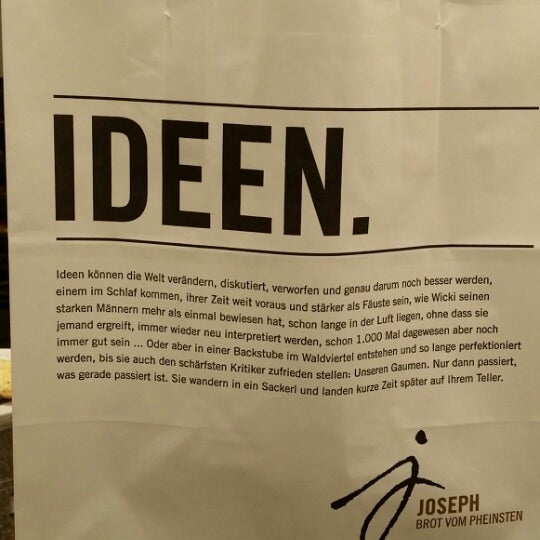 IDEEN.
Ideen können die Welt verändern, diskutiert, verworfen und genau darum noch besser werden,
einem im Schlaf kommen, ihrer Zeit weit voraus und stärker als Fäuste sein, wie Wicki seinen
starken Männern mehr als einmal bewiesen hat, schon lange in der Luft liegen, ohne dass sie
jemand ergreift, immer wieder neu interpretiert werden, schon 1.000 Mal dagewesen aber noch
immer gut sein ... Oder aber in einer Backstube im Waldviertel entstehen und so lange perfektioniert
werden, bis sie auch den schärfsten Kritiker zufrieden stellen: Unseren Gaumen. Nur dann passiert,
was gerade passiert ist. Sie wandern in ein Sackerl und landen kurze Zeit später auf Ihrem Teller.
j
JOSEPH
BROT VOM PHEINSTEN